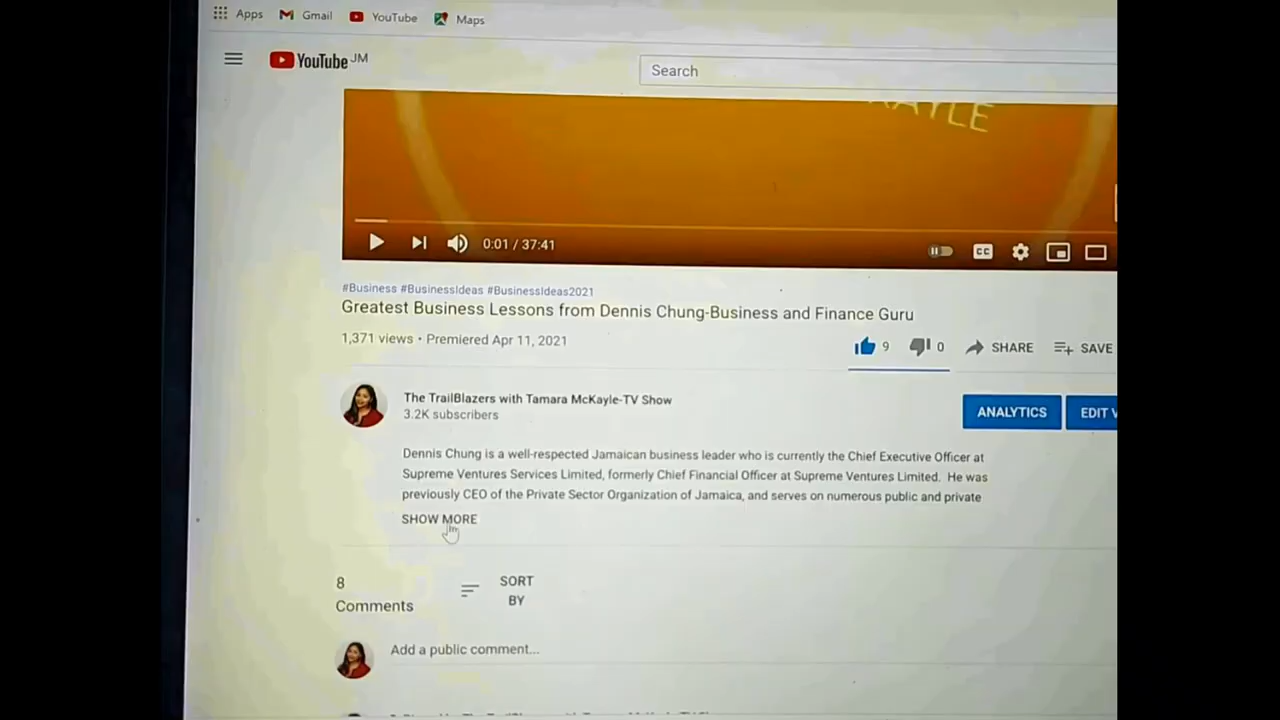 Apps Gmail YouTube Maps
YouTube JM
Search
KAYLE
0:01 / 37:41
CC
#Business #BusinessIdeas #BusinessIdeas2021
Greatest Business Lessons from Dennis Chung-Business and Finance Guru
1,371 views • Premiered Apr 11, 2021
9 0 SHARE SAVE
The TrailBlazers with Tamara McKayle-TV Show
3.2K subscribers
ANALYTICS EDIT V
Dennis Chung is a well-respected Jamaican business leader who is currently the Chief Executive Officer at
Supreme Ventures Services Limited, formerly Chief Financial Officer at Supreme Ventures Limited. He was
previously CEO of the Private Sector Organization of Jamaica, and serves on numerous public and private
SHOW MORE
8
Comments
SORT
BY
Add a public comment...